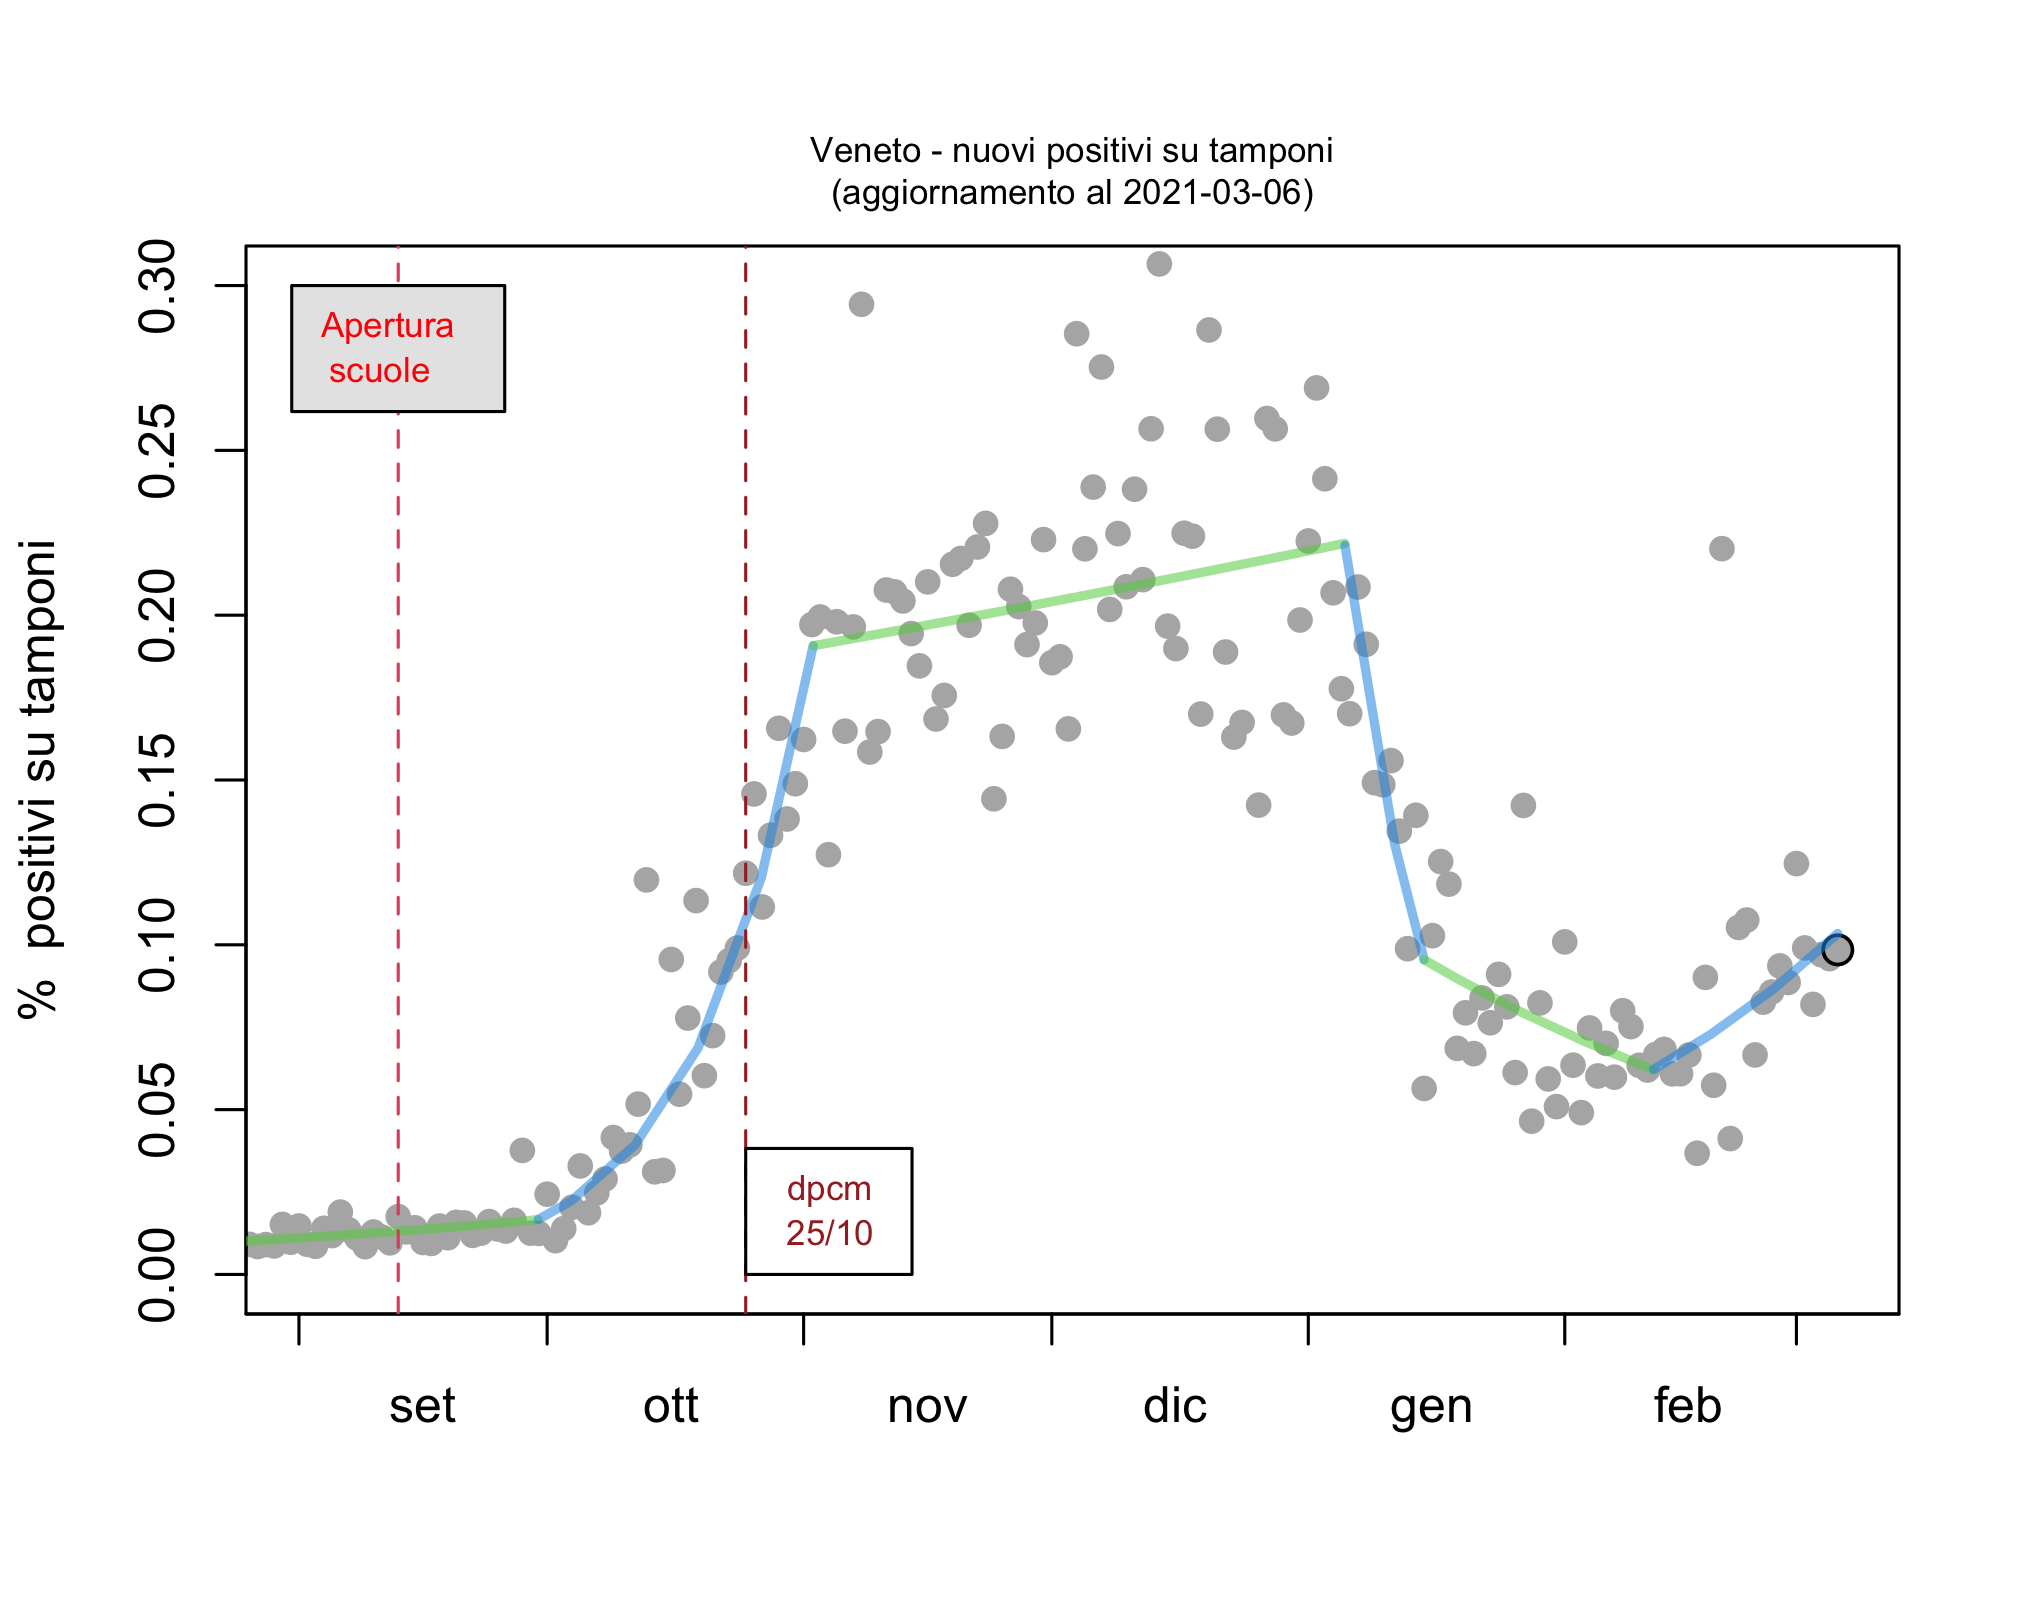 Veneto - nuovi positivi su tamponi
(aggiornamento al 2021-03-06)
% positivi su tamponi
0.30
0.25
0.20
0.15
0.10
0.05
0.00
Apertura
scuole
dpcm
25/10
set ott nov dic gen feb